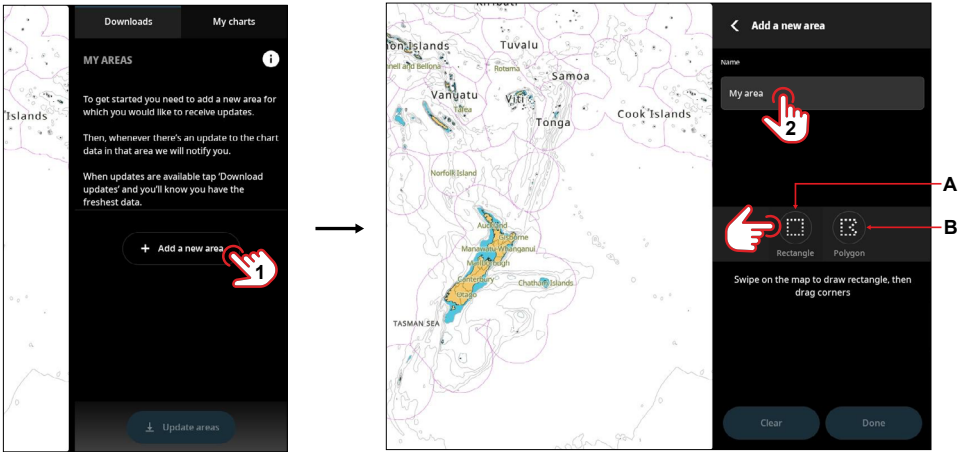 Downloads
My charts
MY AREAS
i
To get started you need to add a new area for
which you would like to receive updates.
Then, whenever there's an update to the chart
data in that area we will notify you.
When updates are available tap 'Download
updates' and you'll know you have the
freshest data.
+ Add a new area
1
Update areas
Islands
Kiribati
Islands
Tuvalu
Rotuma
Samoa
Vanuatu
Viti
Tonga
Cook Islands
Norfolk Island
Auckland
Manawatu-Whanganui
Marlborough
Canterbury
Otago
Chatham Islands
TASMAN SEA
Add a new area
Name
My area
2
A
B
Rectangle
Polygon
Swipe on the map to draw rectangle, then
drag corners
Clear
Done